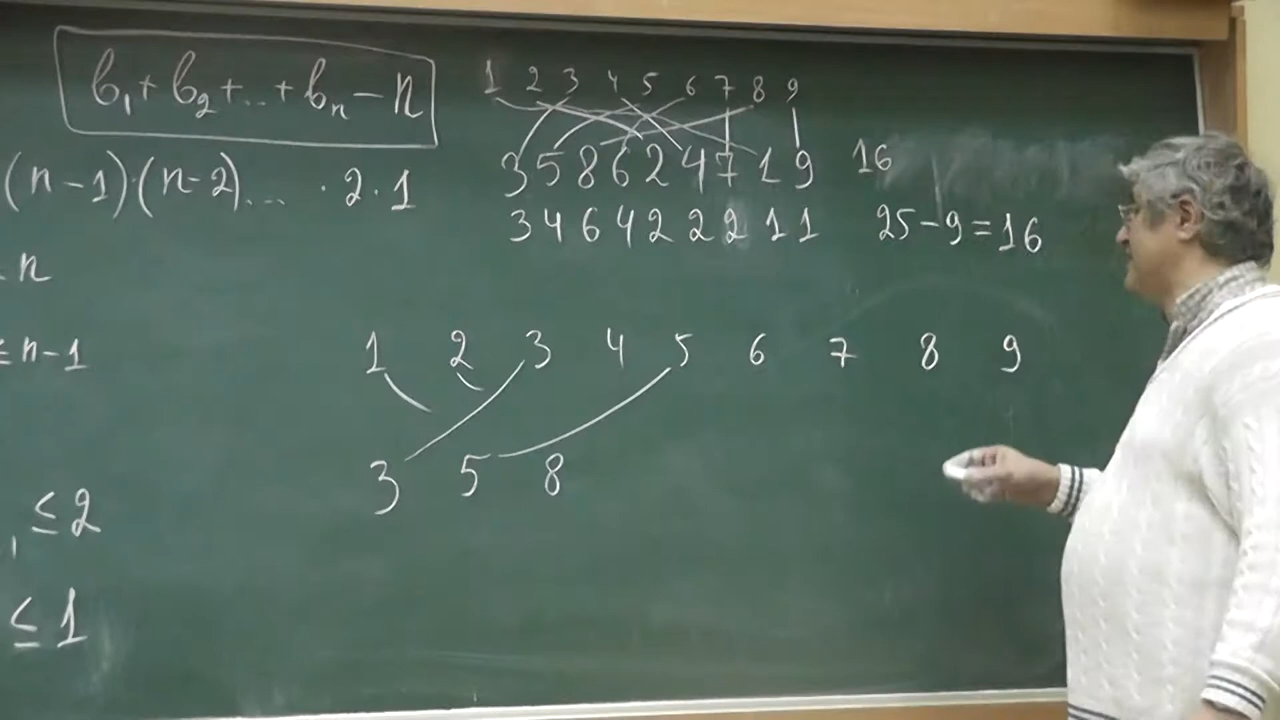 b₁+b₂+..+bₙ-n
(n-1)·(n-2)... ·2·1
n
≤n-1
≤2
≤1
1 2 3 4 5 6 7 8 9
3 5 8 6 2 4 7 1 9 16
3 4 6 4 2 2 2 1 1 25-9=16
1 2 3 4 5 6 7 8 9
3 5 8